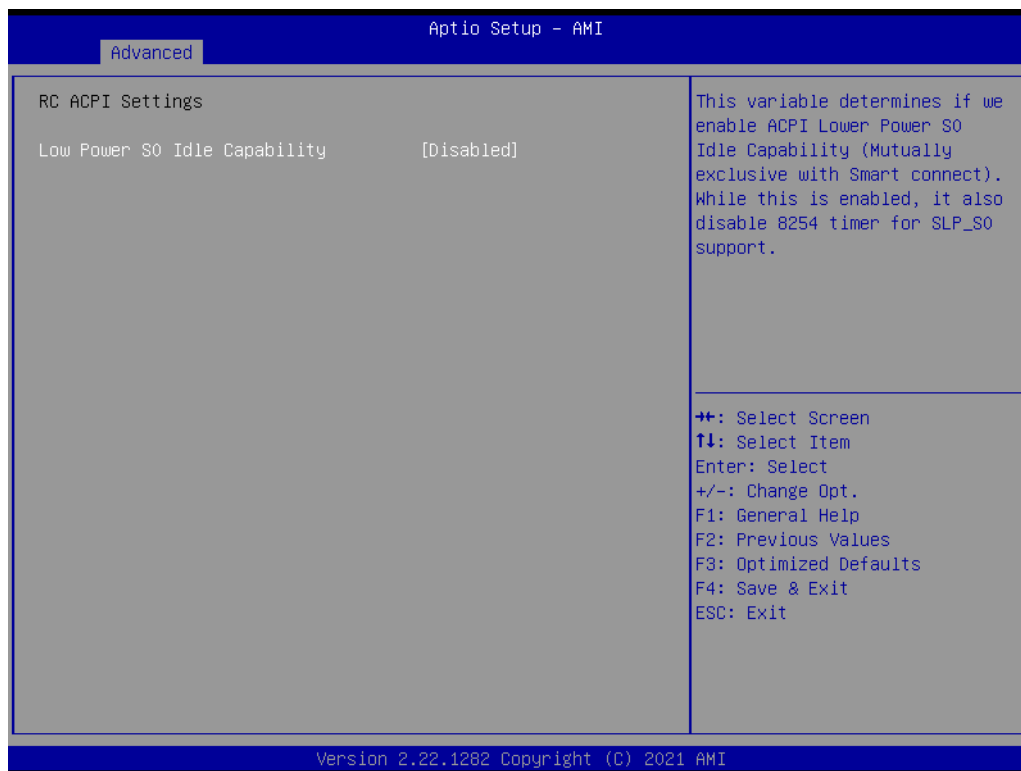 Aptio Setup – AMI
Advanced
RC ACPI Settings
Low Power S0 Idle Capability [Disabled]
This variable determines if we
enable ACPI Lower Power S0
Idle Capability (Mutually
exclusive with Smart connect).
While this is enabled, it also
disable 8254 timer for SLP_S0
support.
→←: Select Screen
↑↓: Select Item
Enter: Select
+/-: Change Opt.
F1: General Help
F2: Previous Values
F3: Optimized Defaults
F4: Save & Exit
ESC: Exit
Version 2.22.1282 Copyright (C) 2021 AMI